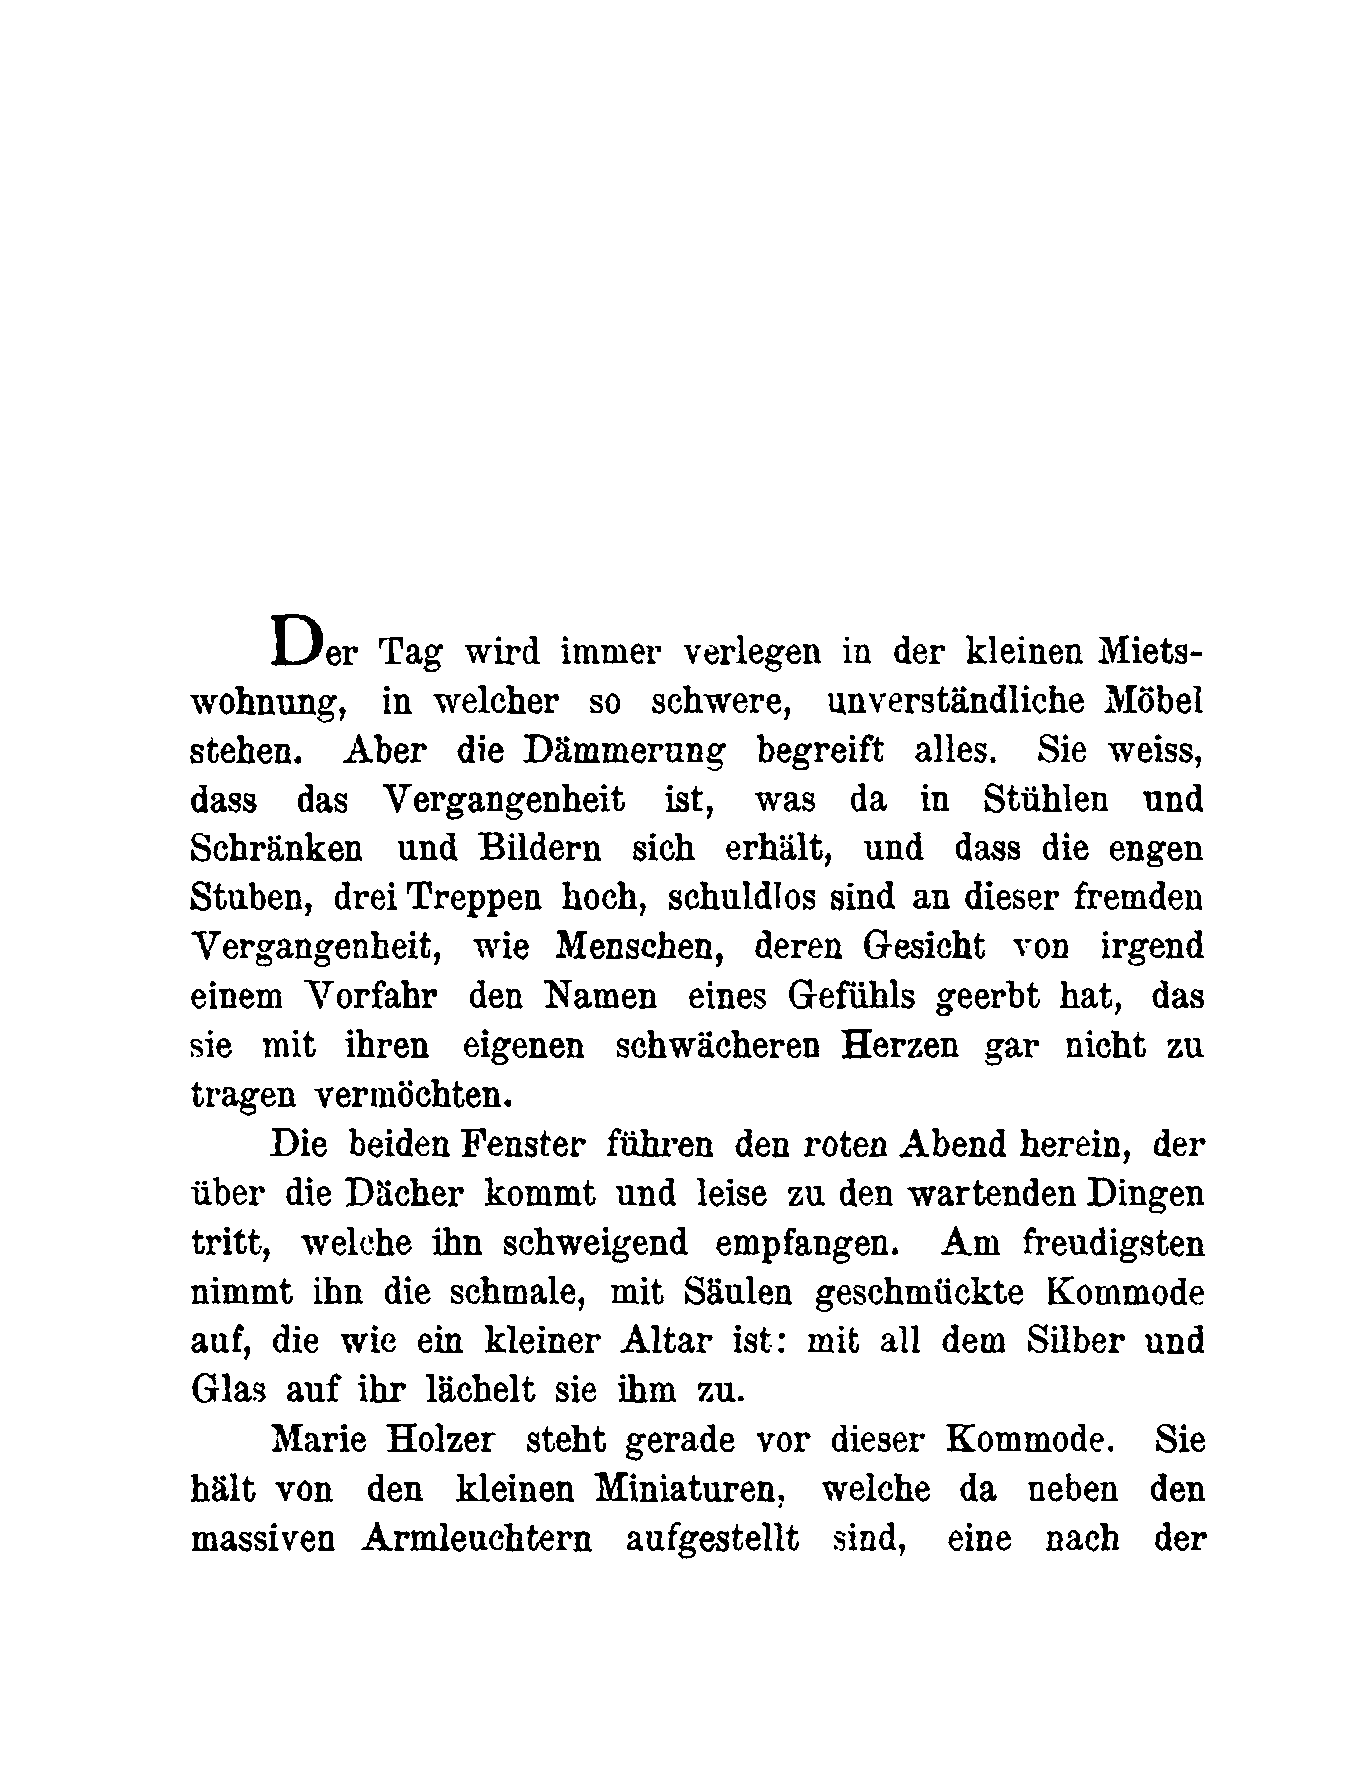 Der Tag wird immer verlegen in der kleinen Miets-
wohnung, in welcher so schwere, unverständliche Möbel
stehen. Aber die Dämmerung begreift alles. Sie weiss,
dass das Vergangenheit ist, was da in Stühlen und
Schränken und Bildern sich erhält, und dass die engen
Stuben, drei Treppen hoch, schuldlos sind an dieser fremden
Vergangenheit, wie Menschen, deren Gesicht von irgend
einem Vorfahr den Namen eines Gefühls geerbt hat, das
sie mit ihren eigenen schwächeren Herzen gar nicht zu
tragen vermöchten.
Die beiden Fenster führen den roten Abend herein, der
über die Dächer kommt und leise zu den wartenden Dingen
tritt, welche ihn schweigend empfangen. Am freudigsten
nimmt ihn die schmale, mit Säulen geschmückte Kommode
auf, die wie ein kleiner Altar ist: mit all dem Silber und
Glas auf ihr lächelt sie ihm zu.
Marie Holzer steht gerade vor dieser Kommode. Sie
hält von den kleinen Miniaturen, welche da neben den
massiven Armleuchtern aufgestellt sind, eine nach der